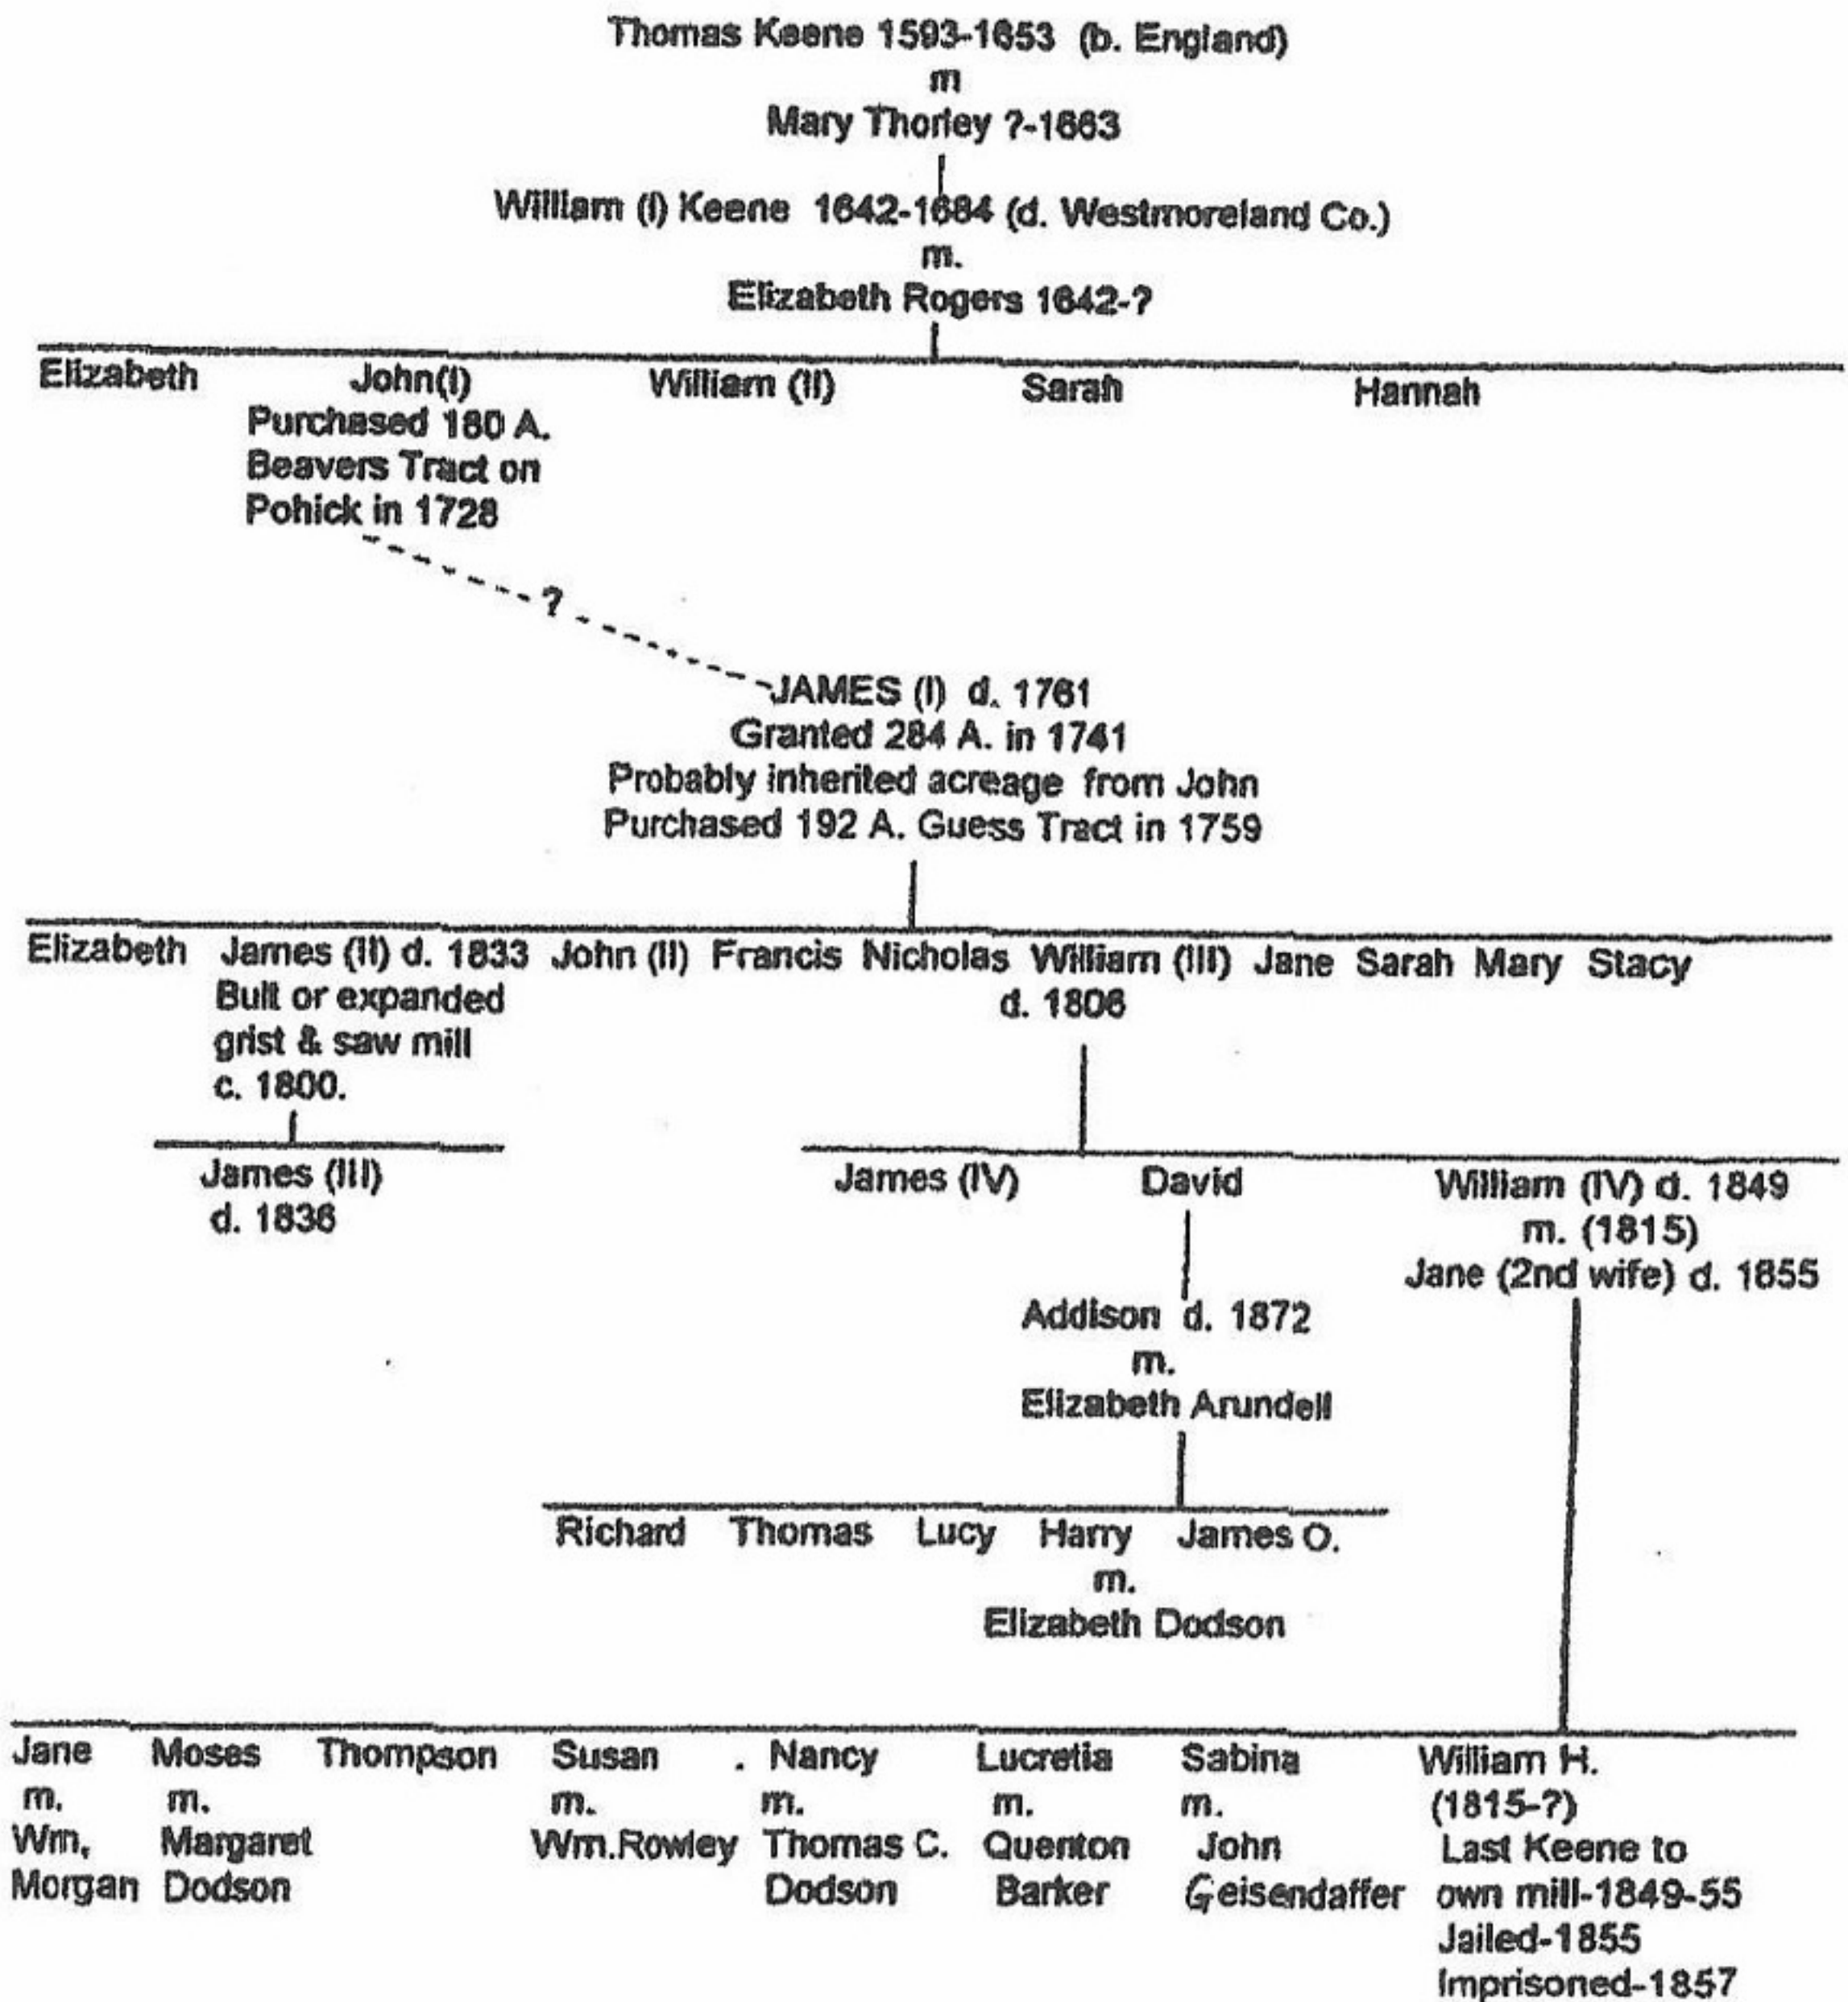 Thomas Keene 1593-1653 (b. England)
m
Mary Thorley ?-1663
William (I) Keene 1642-1684 (d. Westmoreland Co.)
m.
Elizabeth Rogers 1642-?
Elizabeth John(I) William (II) Sarah Hannah
Purchased 180 A.
Beavers Tract on
Pohick in 1728
?
JAMES (I) d. 1761
Granted 284 A. in 1741
Probably inherited acreage from John
Purchased 192 A. Guess Tract in 1759
Elizabeth James (II) d. 1833 John (II) Francis Nicholas William (III) Jane Sarah Mary Stacy
d. 1806
Bult or expanded
grist & saw mill
c. 1800.
James (III)
d. 1836
James (IV) David William (IV) d. 1849
m. (1815)
Jane (2nd wife) d. 1855
Addison d. 1872
m.
Elizabeth Arundell
Richard Thomas Lucy Harry James O.
m.
Elizabeth Dodson
Jane Moses Thompson Susan Nancy Lucretia Sabina William H.
m. m. m. m. m. m. (1815-?)
Wm. Margaret Wm.Rowley Thomas C. Quenton John Last Keene to
Morgan Dodson Dodson Barker Geisendaffer own mill-1849-55
Jailed-1855
Imprisoned-1857